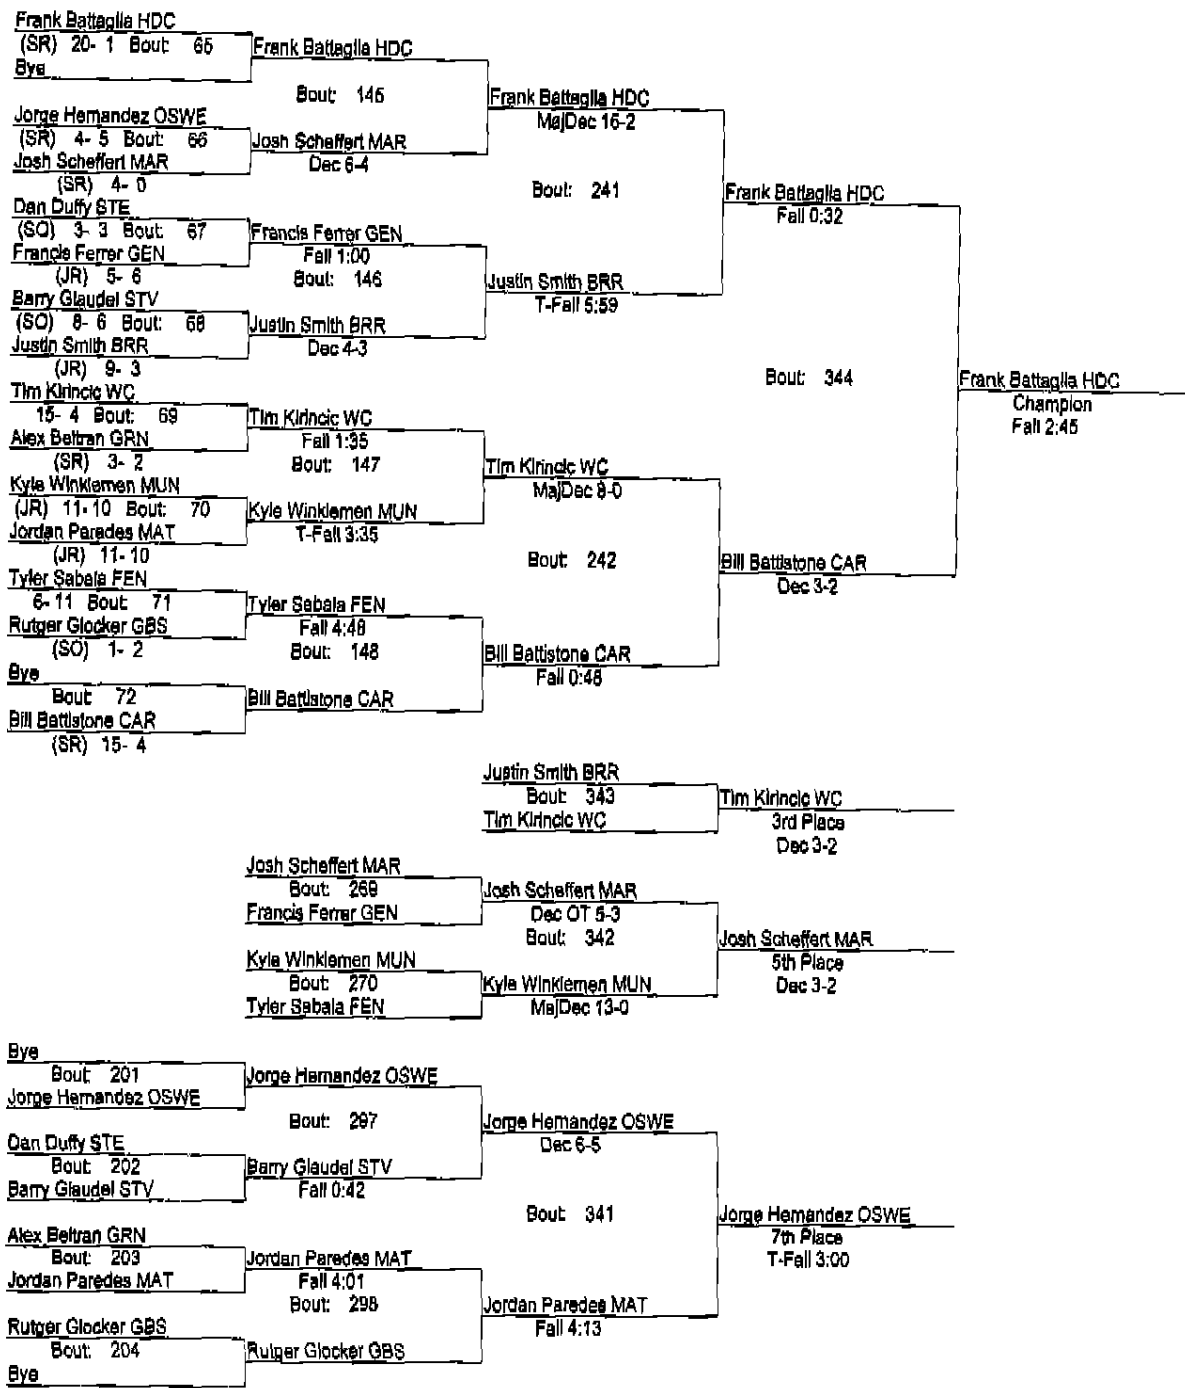 Frank Battaglia HDC
(SR) 20- 1 Bout: 65
Bye
Frank Battaglia HDC
Bout: 145
Jorge Hernandez OSWE
(SR) 4- 5 Bout: 66
Josh Scheffert MAR
(SR) 4- 0
Josh Scheffert MAR
Dec 6-4
Frank Battaglia HDC
MajDec 16-2
Bout: 241
Dan Duffy STE
(SO) 3- 3 Bout: 67
Francis Ferrer GEN
(JR) 5- 6
Francis Ferrer GEN
Fall 1:00
Bout: 146
Barry Glaudel STV
(SO) 8- 6 Bout: 68
Justin Smith BRR
(JR) 9- 3
Justin Smith BRR
Dec 4-3
Justin Smith BRR
T-Fall 5:59
Frank Battaglia HDC
Fall 0:32
Bout: 344
Frank Battaglia HDC
Champion
Fall 2:45
Tim Kirincic WC
15- 4 Bout: 69
Alex Beltran GRN
(SR) 3- 2
Tim Kirincic WC
Fall 1:35
Bout: 147
Kyle Winklemen MUN
(JR) 11- 10 Bout: 70
Jordan Paredes MAT
(JR) 11- 10
Kyle Winklemen MUN
T-Fall 3:35
Tim Kirincic WC
MajDec 8-0
Bout: 242
Tyler Sabala FEN
6- 11 Bout: 71
Rutger Glocker GBS
(SO) 1- 2
Tyler Sabala FEN
Fall 4:48
Bout: 148
Bye
Bout: 72
Bill Battistone CAR
(SR) 15- 4
Bill Battistone CAR
Bill Battistone CAR
Fall 0:48
Bill Battistone CAR
Dec 3-2
Justin Smith BRR
Bout: 343
Tim Kirincic WC
Tim Kirincic WC
3rd Place
Dec 3-2
Josh Scheffert MAR
Bout: 269
Francis Ferrer GEN
Josh Scheffert MAR
Dec OT 5-3
Bout: 342
Kyle Winklemen MUN
Bout: 270
Tyler Sabala FEN
Kyle Winklemen MUN
MajDec 13-0
Josh Scheffert MAR
5th Place
Dec 3-2
Bye
Bout: 201
Jorge Hernandez OSWE
Jorge Hernandez OSWE
Bout: 297
Dan Duffy STE
Bout: 202
Barry Glaudel STV
Barry Glaudel STV
Fall 0:42
Jorge Hernandez OSWE
Dec 6-5
Bout: 341
Alex Beltran GRN
Bout: 203
Jordan Paredes MAT
Jordan Paredes MAT
Fall 4:01
Bout: 298
Rutger Glocker GBS
Bout: 204
Bye
Rutger Glocker GBS
Jordan Paredes MAT
Fall 4:13
Jorge Hernandez OSWE
7th Place
T-Fall 3:00